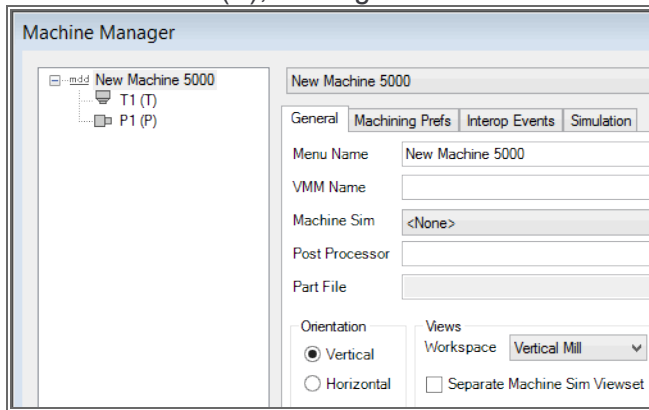 Machine Manager
mdd New Machine 5000
T1 (T)
P1 (P)
New Machine 5000
General Machining Prefs Interop Events Simulation
Menu Name New Machine 5000
VMM Name
Machine Sim <None>
Post Processor
Part File
Orientation Views
Vertical Workspace Vertical Mill
Horizontal Separate Machine Sim Viewset